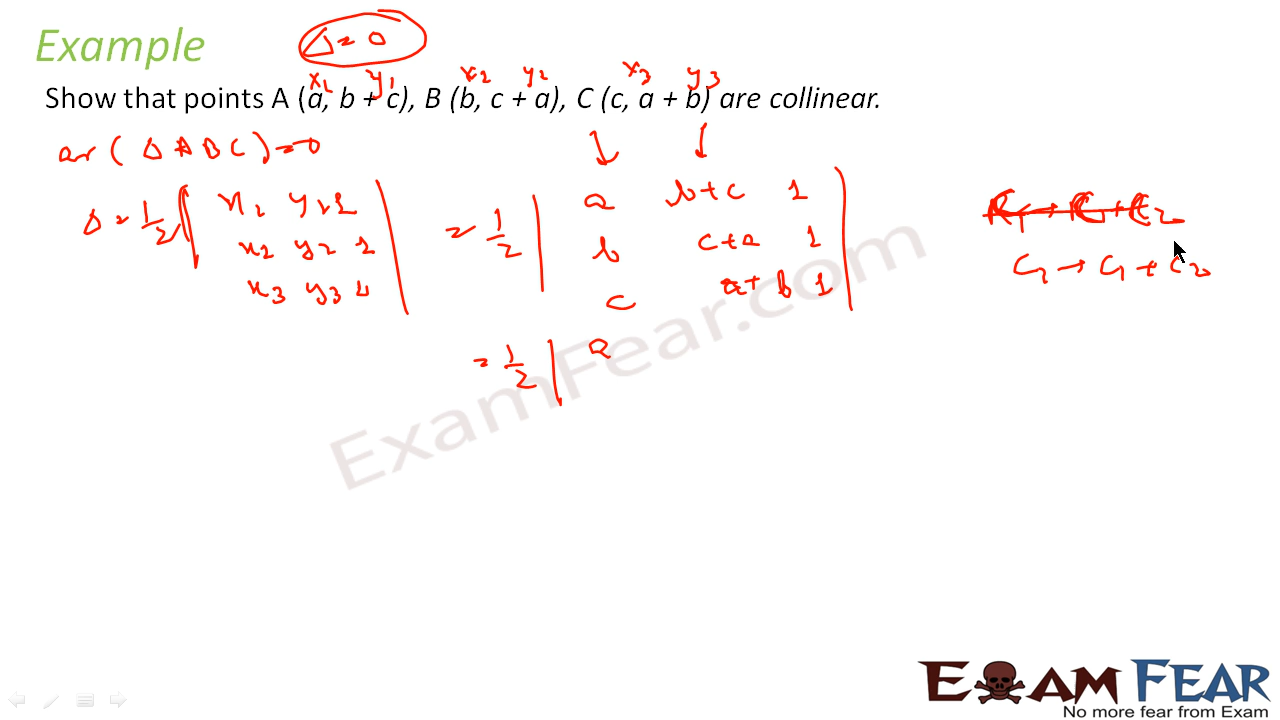 Example
Δ = 0
x₁ y₁ x₂ y₂ x₃ y₃
Show that points A (a, b + c), B (b, c + a), C (c, a + b) are collinear.
ar (Δ ABC) = 0
Δ = 1/2 | x₁ y₁ 1 | = 1/2 | a b+c 1 |
x₂ y₂ 1 b c+a 1
x₃ y₃ 1 c a+b 1
C₁ → C₁ + C₂
= 1/2 | a
ExamFear.com
EXAM FEAR
No more fear from Exam